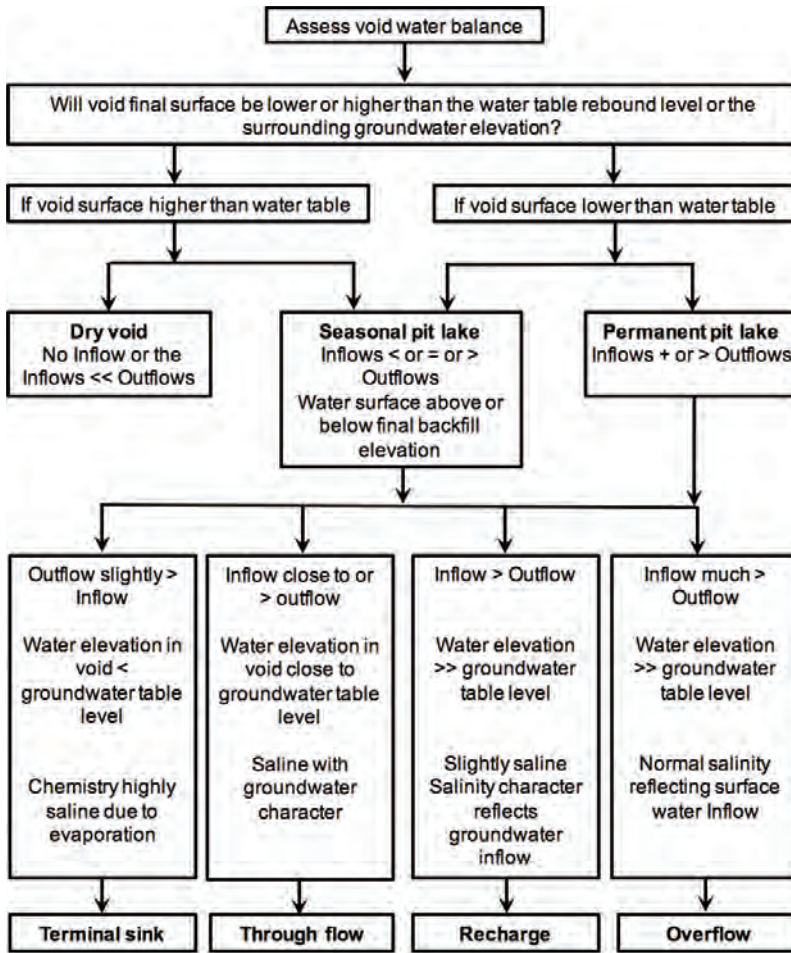 Assess void water balance
Will void final surface be lower or higher than the water table rebound level or the
surrounding groundwater elevation?
If void surface higher than water table
If void surface lower than water table
Dry void
No Inflow or the
Inflows << Outflows
Seasonal pit lake
Inflows < or = or >
Outflows
Water surface above or
below final backfill
elevation
Permanent pit lake
Inflows + or > Outflows
Outflow slightly >
Inflow
Water elevation in
void <
groundwater table
level
Chemistry highly
saline due to
evaporation
Inflow close to or
> outflow
Water elevation in
void close to
groundwater table
level
Saline with
groundwater
character
Inflow > Outflow
Water elevation
>> groundwater
table level
Slightly saline
Salinity character
reflects
groundwater
inflow
Inflow much >
Outflow
Water elevation
>> groundwater
table level
Normal salinity
reflecting surface
water Inflow
Terminal sink
Through flow
Recharge
Overflow